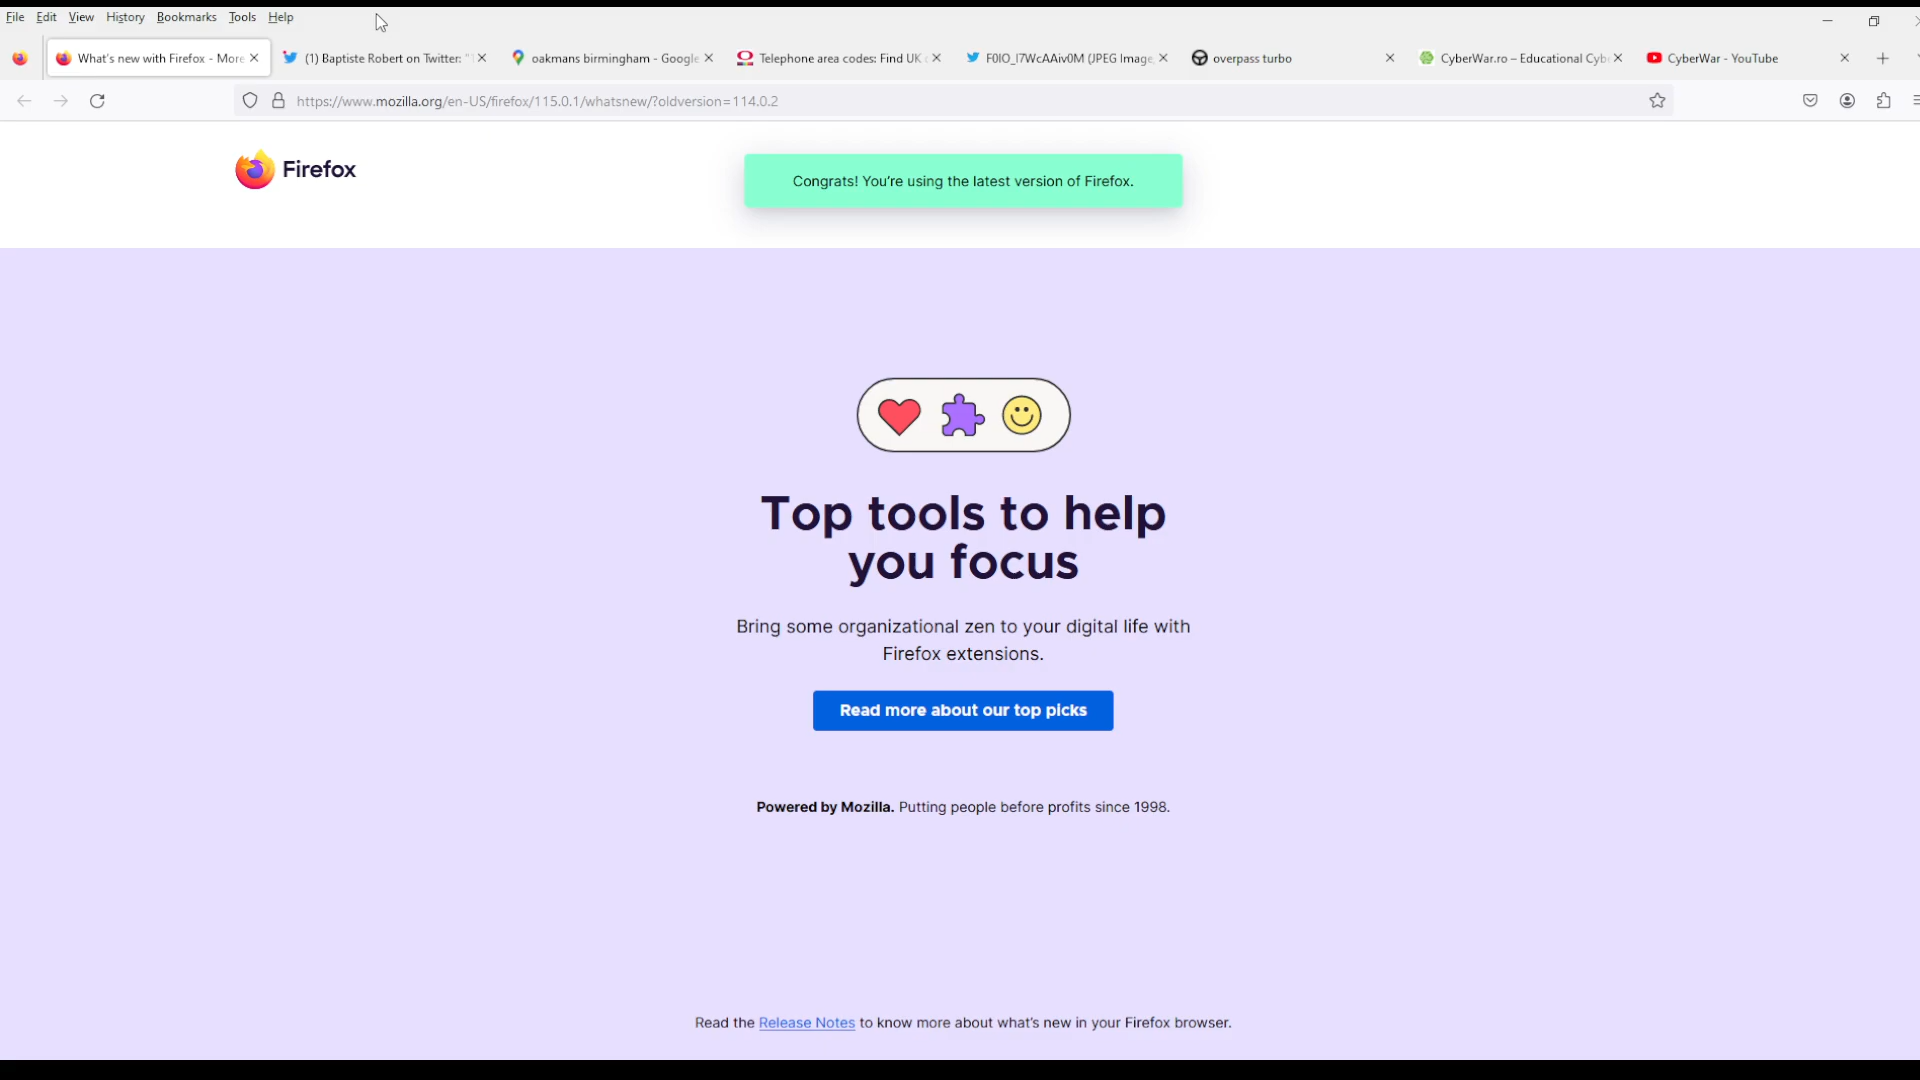 File Edit View History Bookmarks Tools Help
What's new with Firefox - More
(1) Baptiste Robert on Twitter: "
oakmans birmingham - Google
Telephone area codes: Find UK
F0IO_I7WcAAiv0M (JPEG Image,
overpass turbo
CyberWar.ro – Educational Cyb
CyberWar - YouTube
https://www.mozilla.org/en-US/firefox/115.0.1/whatsnew/?oldversion=114.0.2
Firefox
Congrats! You're using the latest version of Firefox.
Top tools to help
you focus
Bring some organizational zen to your digital life with
Firefox extensions.
Read more about our top picks
Powered by Mozilla. Putting people before profits since 1998.
Read the Release Notes to know more about what's new in your Firefox browser.